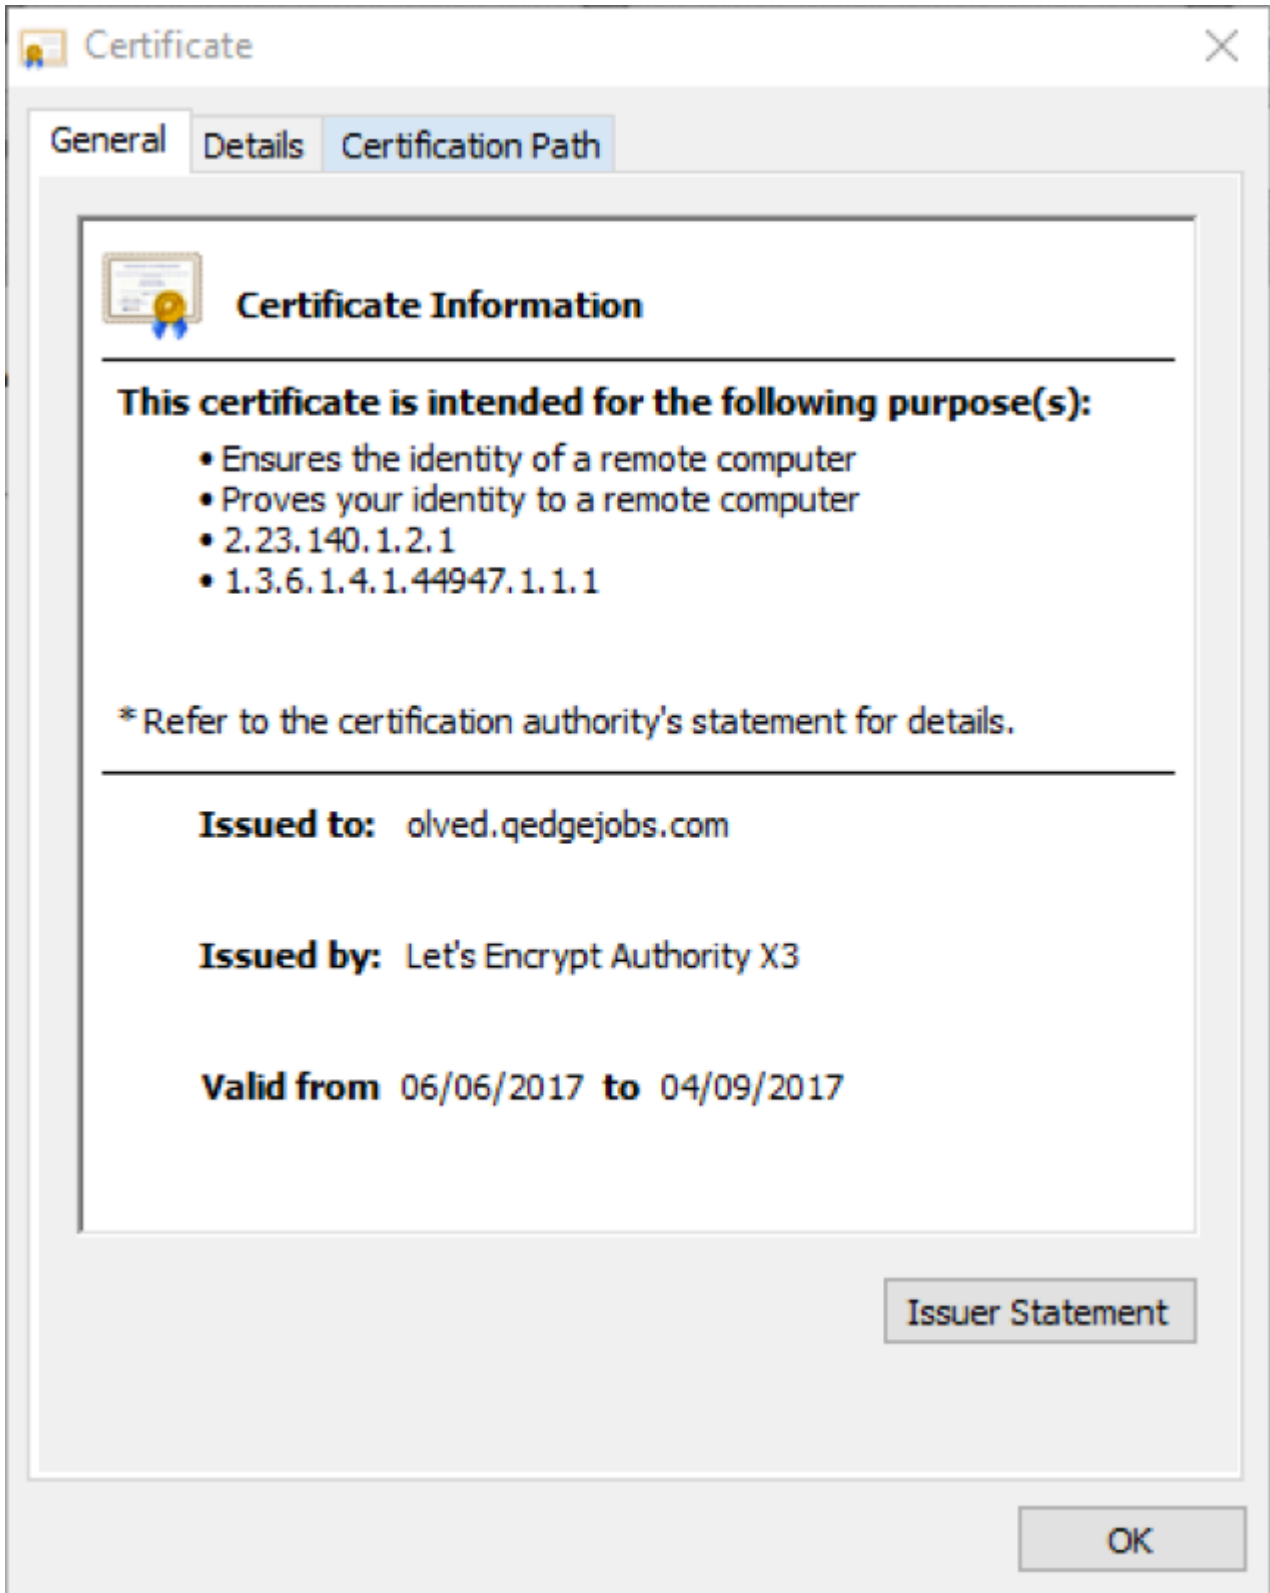 Certificate
General Details Certification Path
Certificate Information
This certificate is intended for the following purpose(s):
• Ensures the identity of a remote computer
• Proves your identity to a remote computer
• 2.23.140.1.2.1
• 1.3.6.1.4.1.44947.1.1.1
* Refer to the certification authority's statement for details.
Issued to: olved.qedgejobs.com
Issued by: Let's Encrypt Authority X3
Valid from 06/06/2017 to 04/09/2017
Issuer Statement
OK